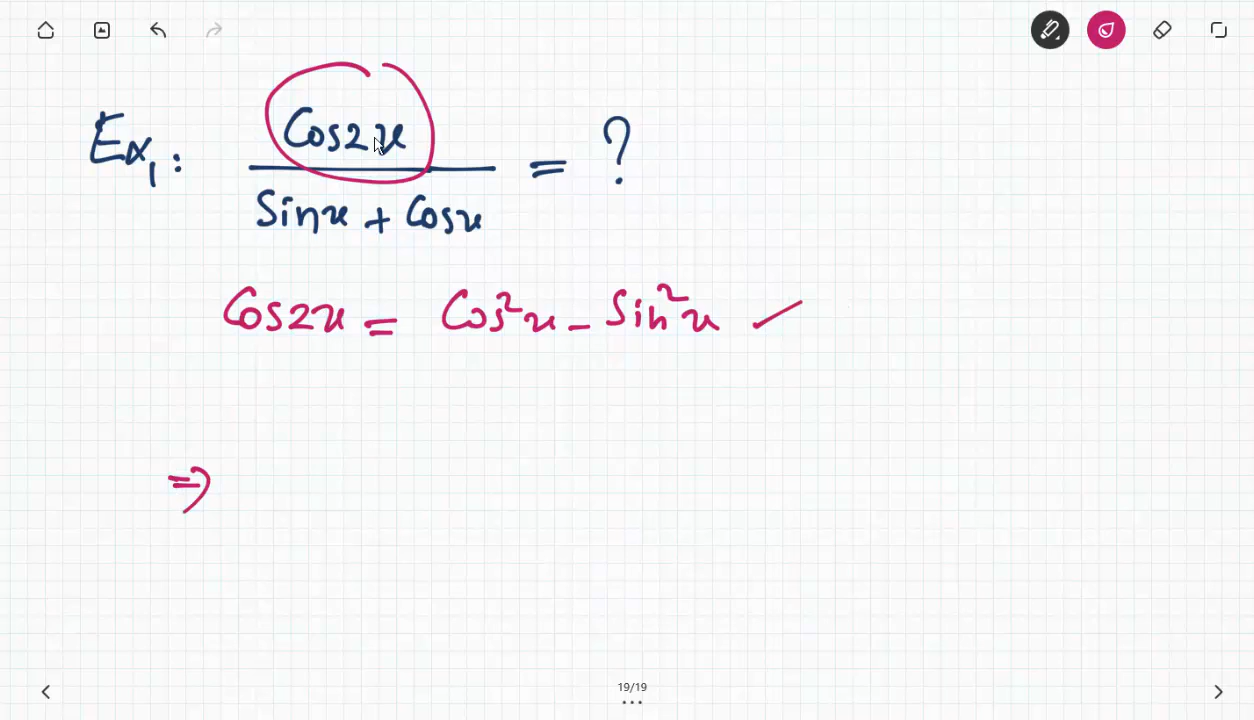 Ex1: Cos2x / Sinx + Cosx = ?
Cos2x = Cos²x - Sin²x ✓
⇒
19/19